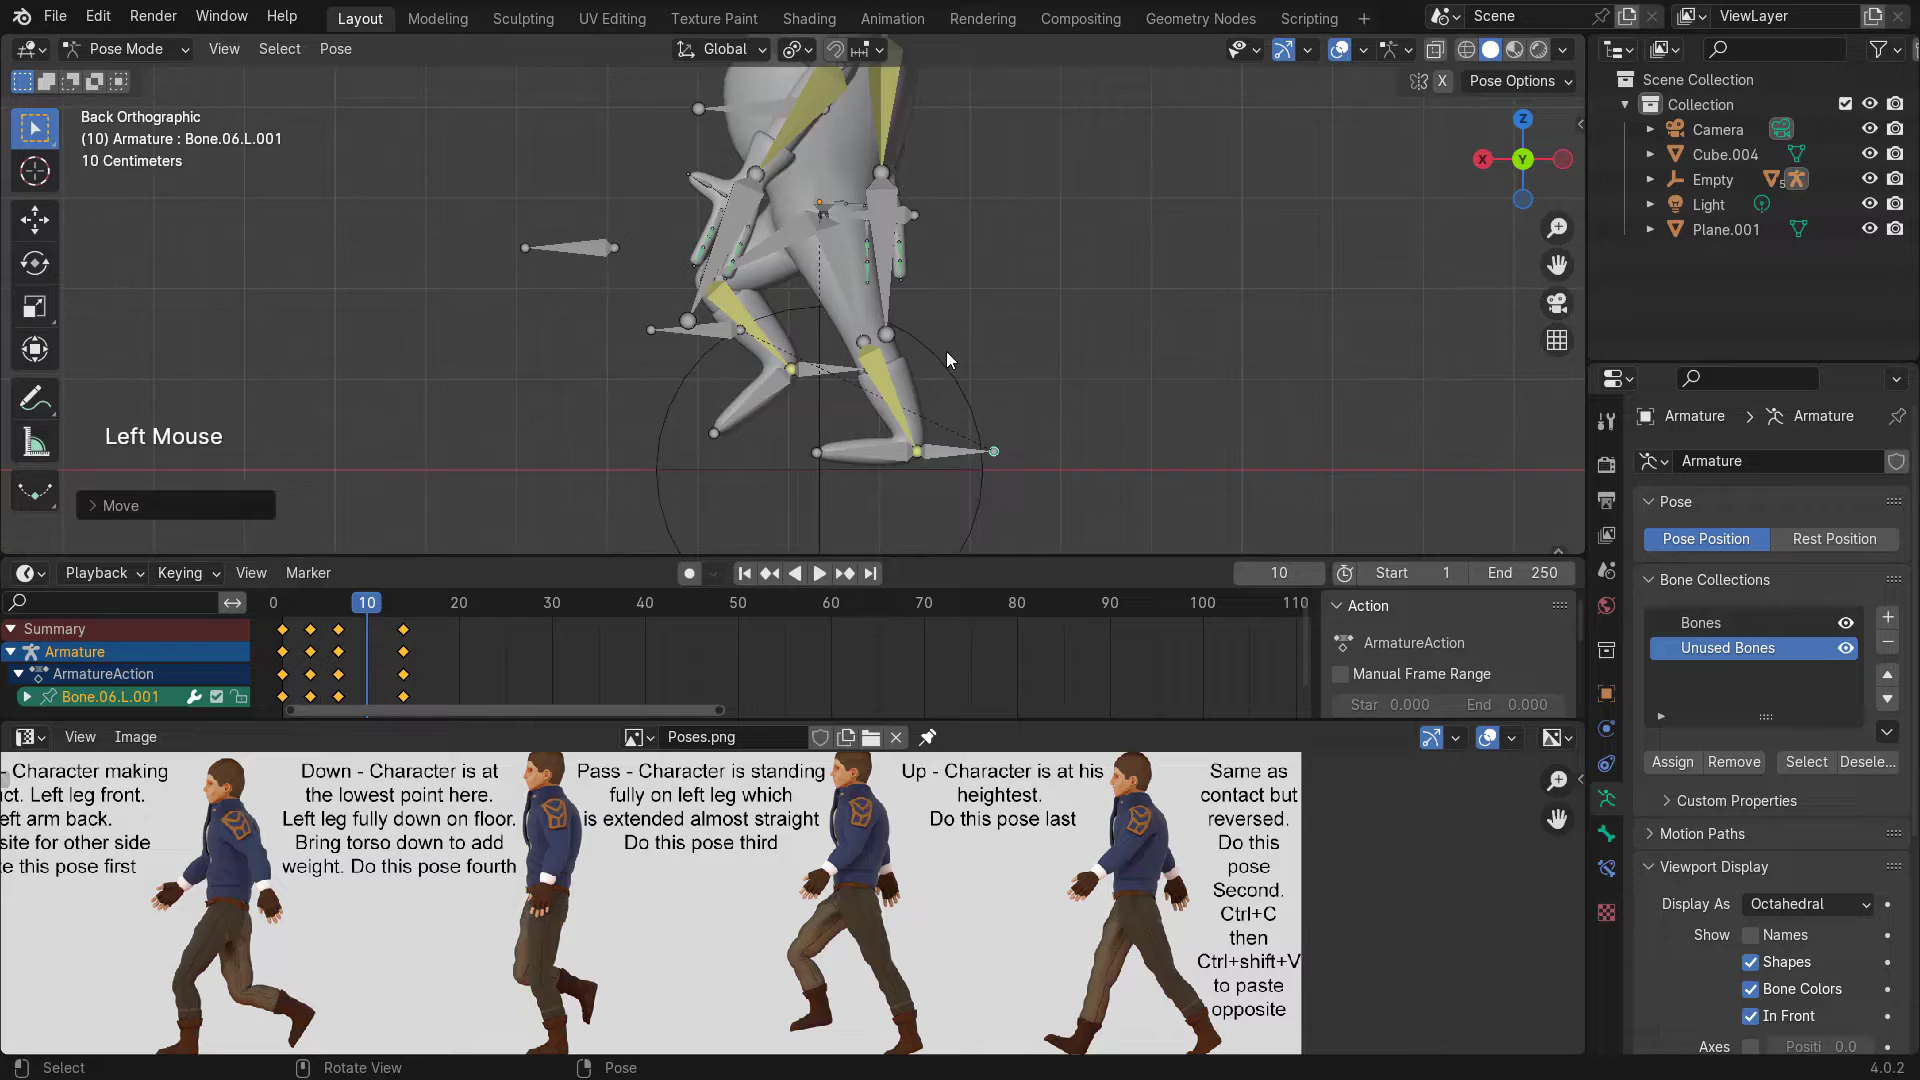 File Edit Render Window Help Layout Modeling Sculpting UV Editing Texture Paint Shading Animation Rendering Compositing Geometry Nodes Scripting + Scene ViewLayer
Pose Mode View Select Pose Global
X Pose Options
Scene Collection
Collection
Camera
Cube.004
Empty 5
Light
Plane.001
Back Orthographic
(10) Armature : Bone.06.L.001
10 Centimeters
Z
X Y
Left Mouse
Move
Armature > Armature
Armature
Pose
Pose Position Rest Position
Bone Collections
Bones
Unused Bones
Assign Remove Select Desele...
Custom Properties
Motion Paths
Viewport Display
Display As Octahedral
Show Names
Shapes
Bone Colors
In Front
Axes Positi 0.0
Playback Keying View Marker 10 Start 1 End 250
0 10 20 30 40 50 60 70 80 90 100 110
Summary
Armature
ArmatureAction
Bone.06.L.001
Action
ArmatureAction
Manual Frame Range
Star 0.000 End 0.000
View Image Poses.png
Character making
ct. Left leg front.
eft arm back.
site for other side
e this pose first
Down - Character is at
the lowest point here.
Left leg fully down on floor.
Bring torso down to add
weight. Do this pose fourth
Pass - Character is standing
fully on left leg which
is extended almost straight
Do this pose third
Up - Character is at his
heightest.
Do this pose last
Same as
contact but
reversed.
Do this
pose
Second.
Ctrl+C
then
Ctrl+shift+V
to paste
opposite
Select Rotate View Pose 4.0.2